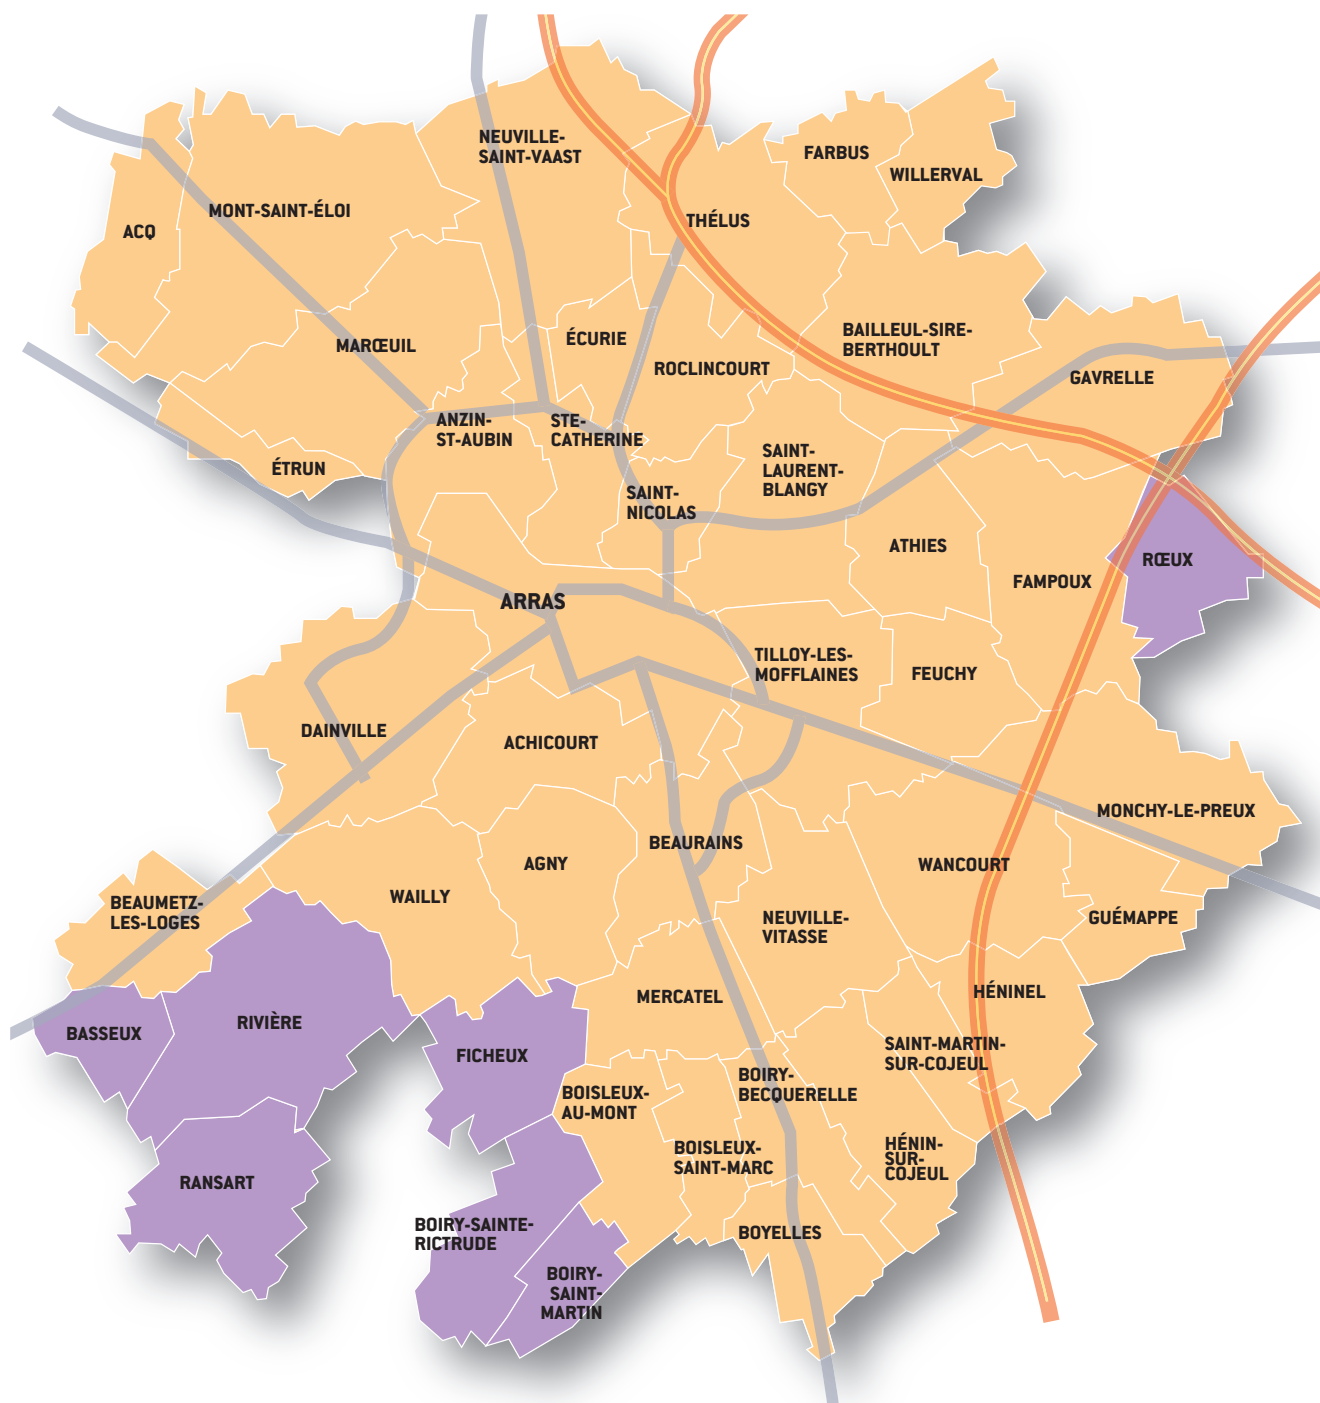 NEUVILLE-
SAINT-VAAST
FARBUS
WILLERVAL
MONT-SAINT-ÉLOI
THÉLUS
ACQ
MARŒUIL
ÉCURIE
BAILLEUL-SIRE-
BERTHOULT
ROCLINCOURT
GAVRELLE
ANZIN-
ST-AUBIN
STE-
CATHERINE
ÉTRUN
SAINT-
LAURENT-
BLANGY
SAINT-
NICOLAS
ATHIES
RŒUX
FAMPOUX
ARRAS
TILLOY-LES-
MOFFLAINES
FEUCHY
DAINVILLE
ACHICOURT
MONCHY-LE-PREUX
BEAURAINS
AGNY
WANCOURT
WAILLY
BEAUMETZ-
LES-LOGES
NEUVILLE-
VITASSE
GUÉMAPPE
MERCATEL
HÉNINEL
RIVIÈRE
BASSEUX
FICHEUX
SAINT-MARTIN-
SUR-COJEUL
BOIRY-
BECQUERELLE
BOISLEUX-
AU-MONT
BOISLEUX-
SAINT-MARC
HÉNIN-
SUR-
COJEUL
RANSART
BOIRY-SAINTE-
RICTRUDE
BOYELLES
BOIRY-
SAINT-
MARTIN